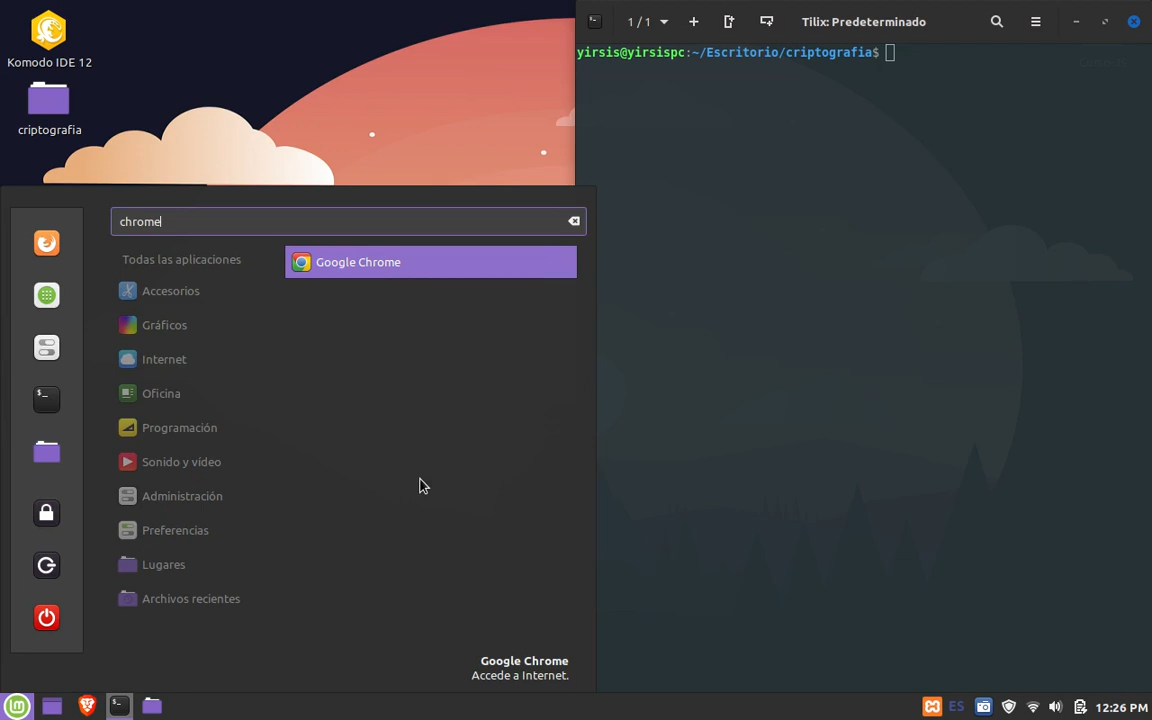 Komodo IDE 12
criptografia
1 / 1
Tilix: Predeterminado
yirsis@yirsispc:~/Escritorio/criptografia$
chrome
Todas las aplicaciones
Google Chrome
Accesorios
Gráficos
Internet
Oficina
Programación
Sonido y vídeo
Administración
Preferencias
Lugares
Archivos recientes
Google Chrome
Accede a Internet.
ES
12:26 PM